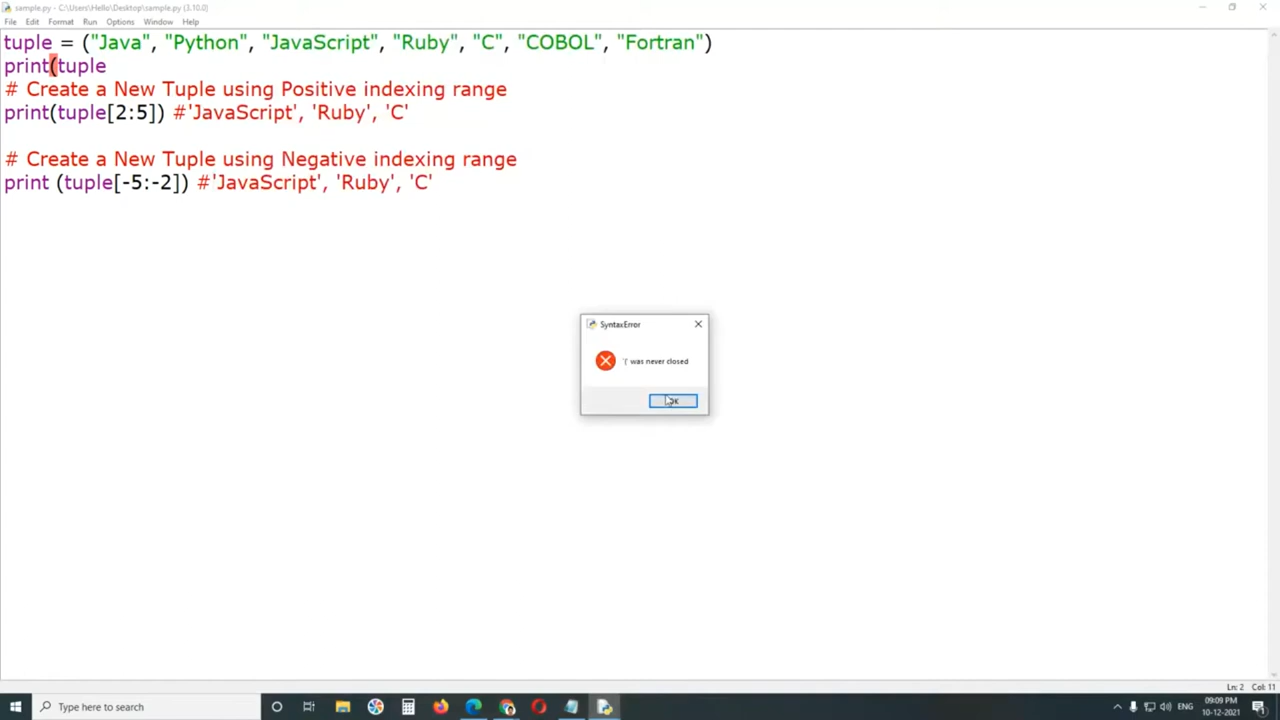 sample.py - C:\Users\Hello\Desktop\sample.py (3.10.0)
File Edit Format Run Options Window Help
tuple = ("Java", "Python", "JavaScript", "Ruby", "C", "COBOL", "Fortran")
print(tuple
# Create a New Tuple using Positive indexing range
print(tuple[2:5]) #'JavaScript', 'Ruby', 'C'
# Create a New Tuple using Negative indexing range
print (tuple[-5:-2]) #'JavaScript', 'Ruby', 'C'
SyntaxError
'(' was never closed
OK
Ln: 2 Col: 11
Type here to search
ENG
09:09 PM
10-12-2021
1